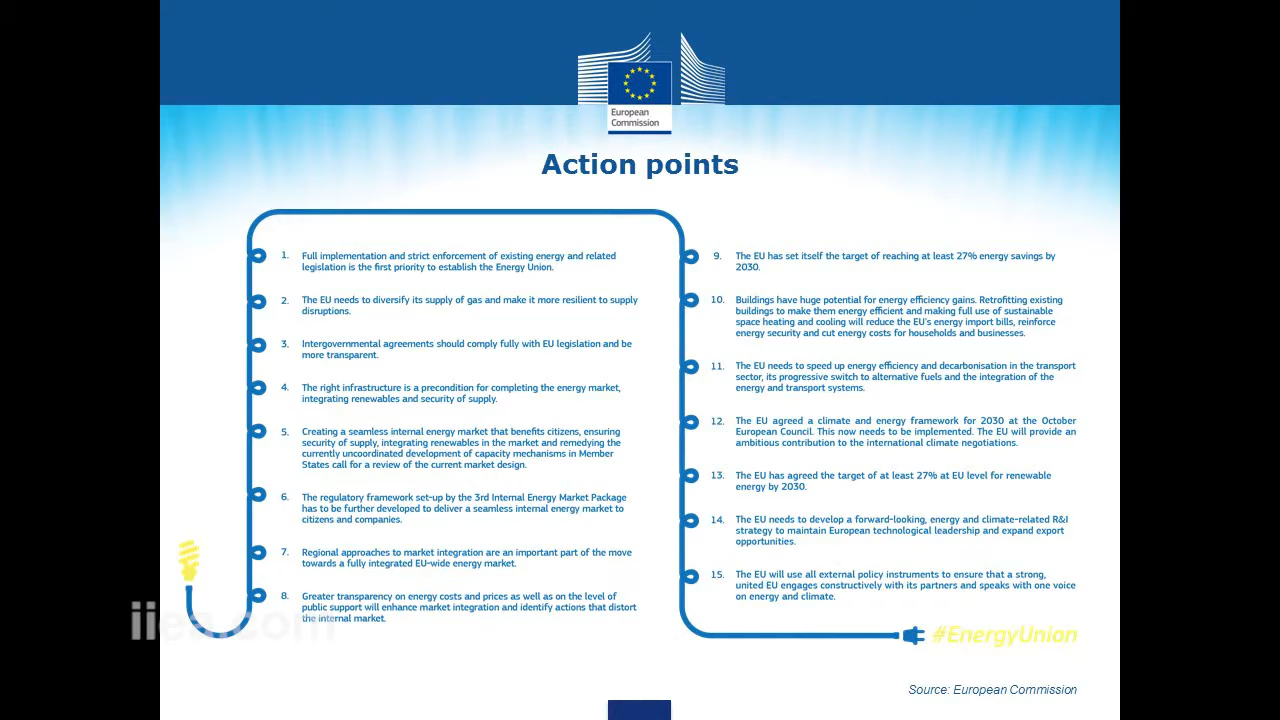 European
Commission
Action points
1. Full implementation and strict enforcement of existing energy and related
legislation is the first priority to establish the Energy Union.
2. The EU needs to diversify its supply of gas and make it more resilient to supply
disruptions.
3. Intergovernmental agreements should comply fully with EU legislation and be
more transparent.
4. The right infrastructure is a precondition for completing the energy market,
integrating renewables and security of supply.
5. Creating a seamless internal energy market that benefits citizens, ensuring
security of supply, integrating renewables in the market and remedying the
currently uncoordinated development of capacity mechanisms in Member
States call for a review of the current market design.
6. The regulatory framework set-up by the 3rd Internal Energy Market Package
has to be further developed to deliver a seamless internal energy market to
citizens and companies.
7. Regional approaches to market integration are an important part of the move
towards a fully integrated EU-wide energy market.
8. Greater transparency on energy costs and prices as well as on the level of
public support will enhance market integration and identify actions that distort
the internal market.
iiea.com
9. The EU has set itself the target of reaching at least 27% energy savings by
2030.
10. Buildings have huge potential for energy efficiency gains. Retrofitting existing
buildings to make them energy efficient and making full use of sustainable
space heating and cooling will reduce the EU's energy import bills, reinforce
energy security and cut energy costs for households and businesses.
11. The EU needs to speed up energy efficiency and decarbonisation in the transport
sector, its progressive switch to alternative fuels and the integration of the
energy and transport systems.
12. The EU agreed a climate and energy framework for 2030 at the October
European Council. This now needs to be implemented. The EU will provide an
ambitious contribution to the international climate negotiations.
13. The EU has agreed the target of at least 27% at EU level for renewable
energy by 2030.
14. The EU needs to develop a forward-looking, energy and climate-related R&I
strategy to maintain European technological leadership and expand export
opportunities.
15. The EU will use all external policy instruments to ensure that a strong,
united EU engages constructively with its partners and speaks with one voice
on energy and climate.
#EnergyUnion
Source: European Commission